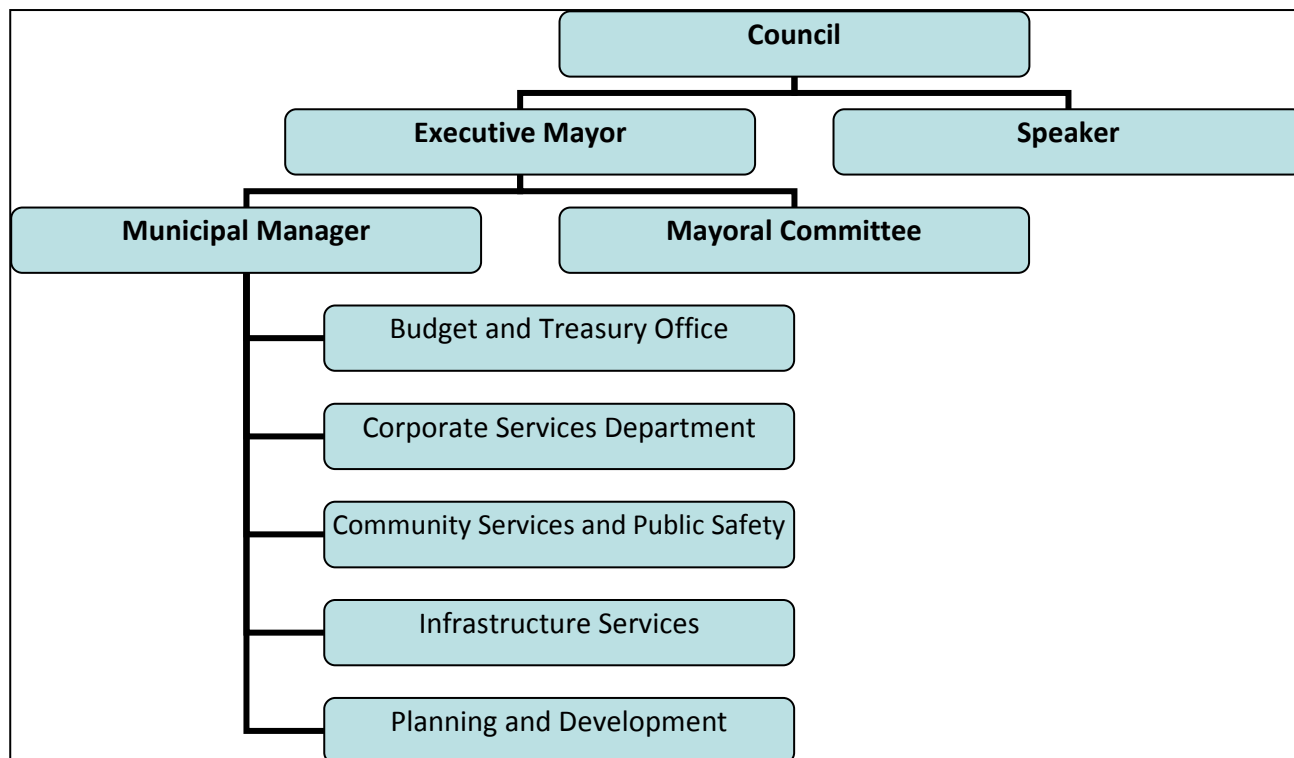 Council
Executive Mayor
Speaker
Municipal Manager
Mayoral Committee
Budget and Treasury Office
Corporate Services Department
Community Services and Public Safety
Infrastructure Services
Planning and Development